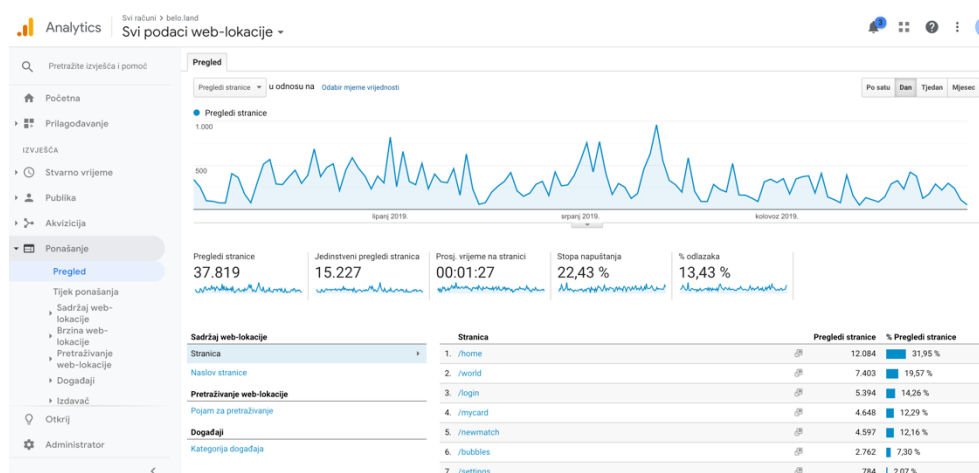 Analytics
Svi računi > belo.land
Svi podaci web-lokacije
3
Pretražite izvješća i pomoć
Početna
Prilagođavanje
IZVJEŠĆA
Stvarno vrijeme
Publika
Akvizicija
Ponašanje
Pregled
Tijek ponašanja
Sadržaj web-
lokacije
Brzina web-
lokacije
Pretraživanje
web-lokacije
Događaji
Izdavač
Otkrij
Administrator
Pregled
Pregledi stranice u odnosu na Odabir mjerne vrijednosti
Po satu Dan Tjedan Mjesec
Pregledi stranice
1.000
500
lipanj 2019. srpanj 2019. kolovoz 2019.
Pregledi stranice
37.819
Jedinstveni pregledi stranica
15.227
Prosj. vrijeme na stranici
00:01:27
Stopa napuštanja
22,43 %
% odlazaka
13,43 %
Sadržaj web-lokacije
Stranica
Naslov stranice
Pretraživanje web-lokacije
Pojam za pretraživanje
Događaji
Kategorija događaja
Stranica Pregledi stranice % Pregledi stranice
1. /home 12.084 31,95 %
2. /world 7.403 19,57 %
3. /login 5.394 14,26 %
4. /mycard 4.648 12,29 %
5. /newmatch 4.597 12,16 %
6. /bubbles 2.762 7,30 %
7. /settings 784 2,07 %